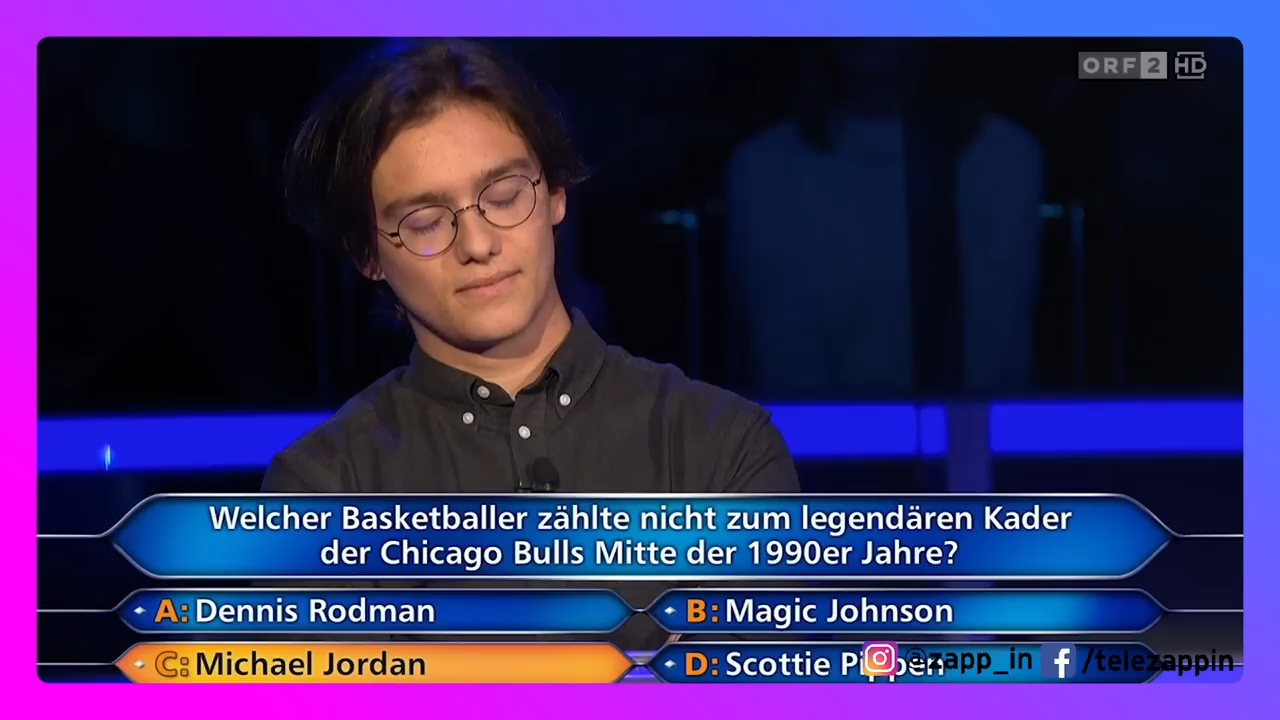 ORF 2 HD
Welcher Basketballer zählte nicht zum legendären Kader
der Chicago Bulls Mitte der 1990er Jahre?
A: Dennis Rodman
B: Magic Johnson
C: Michael Jordan
D: Scottie Pippen
@zapp_in /telezappin